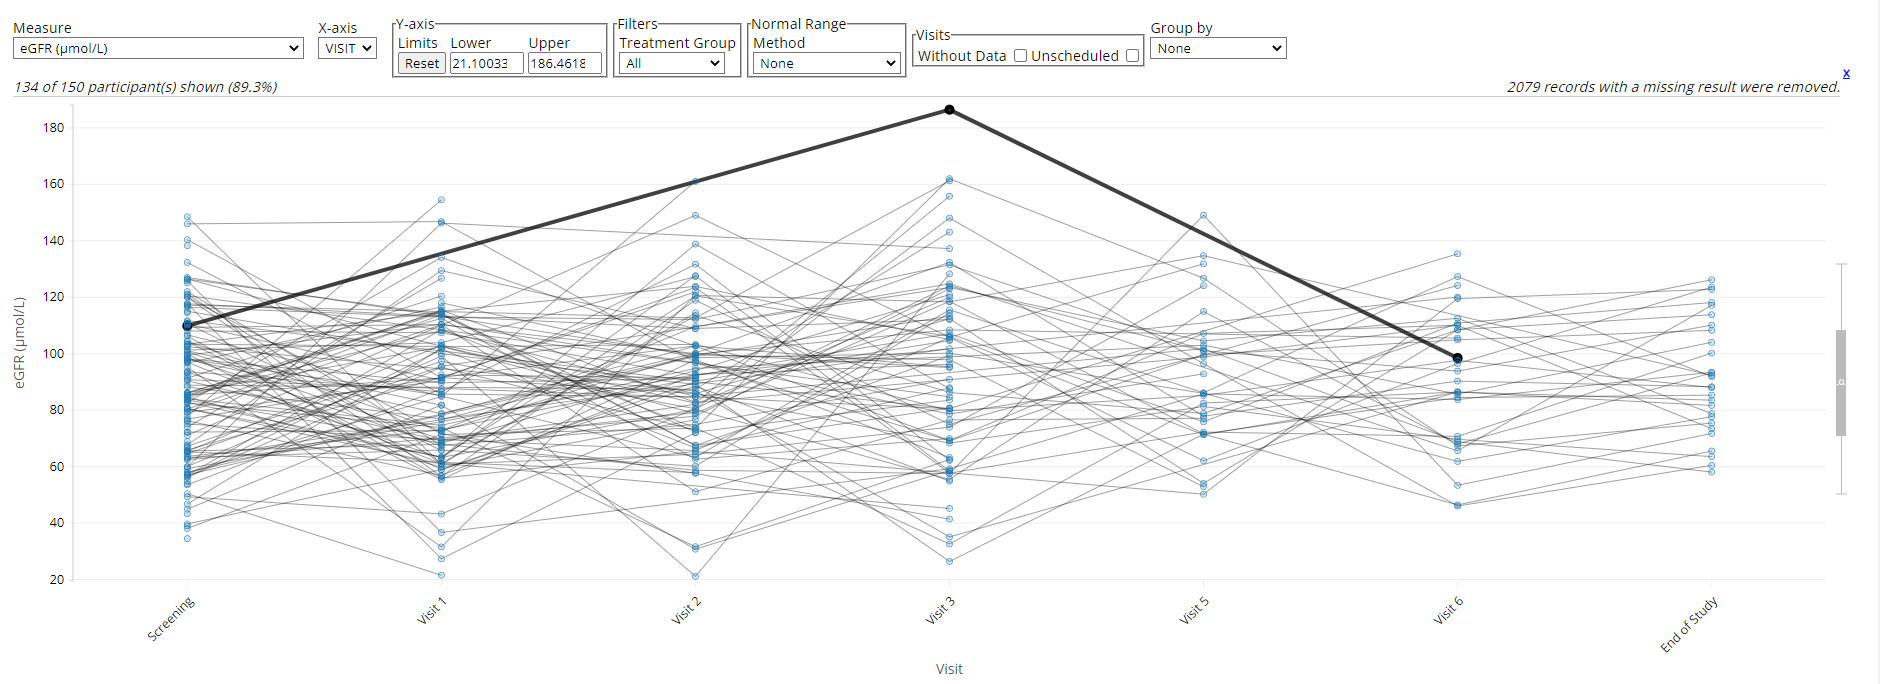 Measure
eGFR (µmol/L)
X-axis
VISIT
Y-axis
Limits Lower Upper
Reset 21.10033 186.4618
Filters
Treatment Group
All
Normal Range
Method
None
Visits
Without Data Unscheduled
Group by
None
x
134 of 150 participant(s) shown (89.3%)
2079 records with a missing result were removed.
180
160
140
120
100
80
60
40
20
eGFR (µmol/L)
Screening
Visit 1
Visit 2
Visit 3
Visit 5
Visit 6
End of Study
Visit